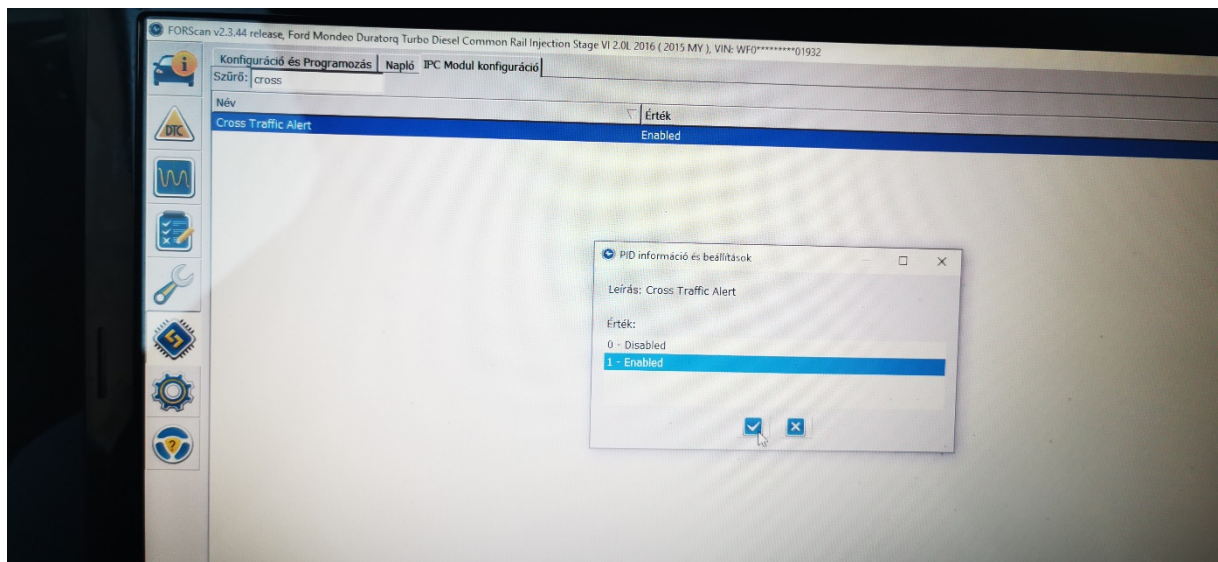 FORScan v2.3.44 release, Ford Mondeo Duratorq Turbo Diesel Common Rail Injection Stage VI 2.0L 2016 ( 2015 MY ), VIN: WF0*********01932
Konfiguráció és Programozás Napló IPC Modul konfiguráció
Szűrő: cross
Név Érték
Cross Traffic Alert Enabled
DTC
PID információ és beállítások
Leírás: Cross Traffic Alert
Érték:
0 - Disabled
1 - Enabled